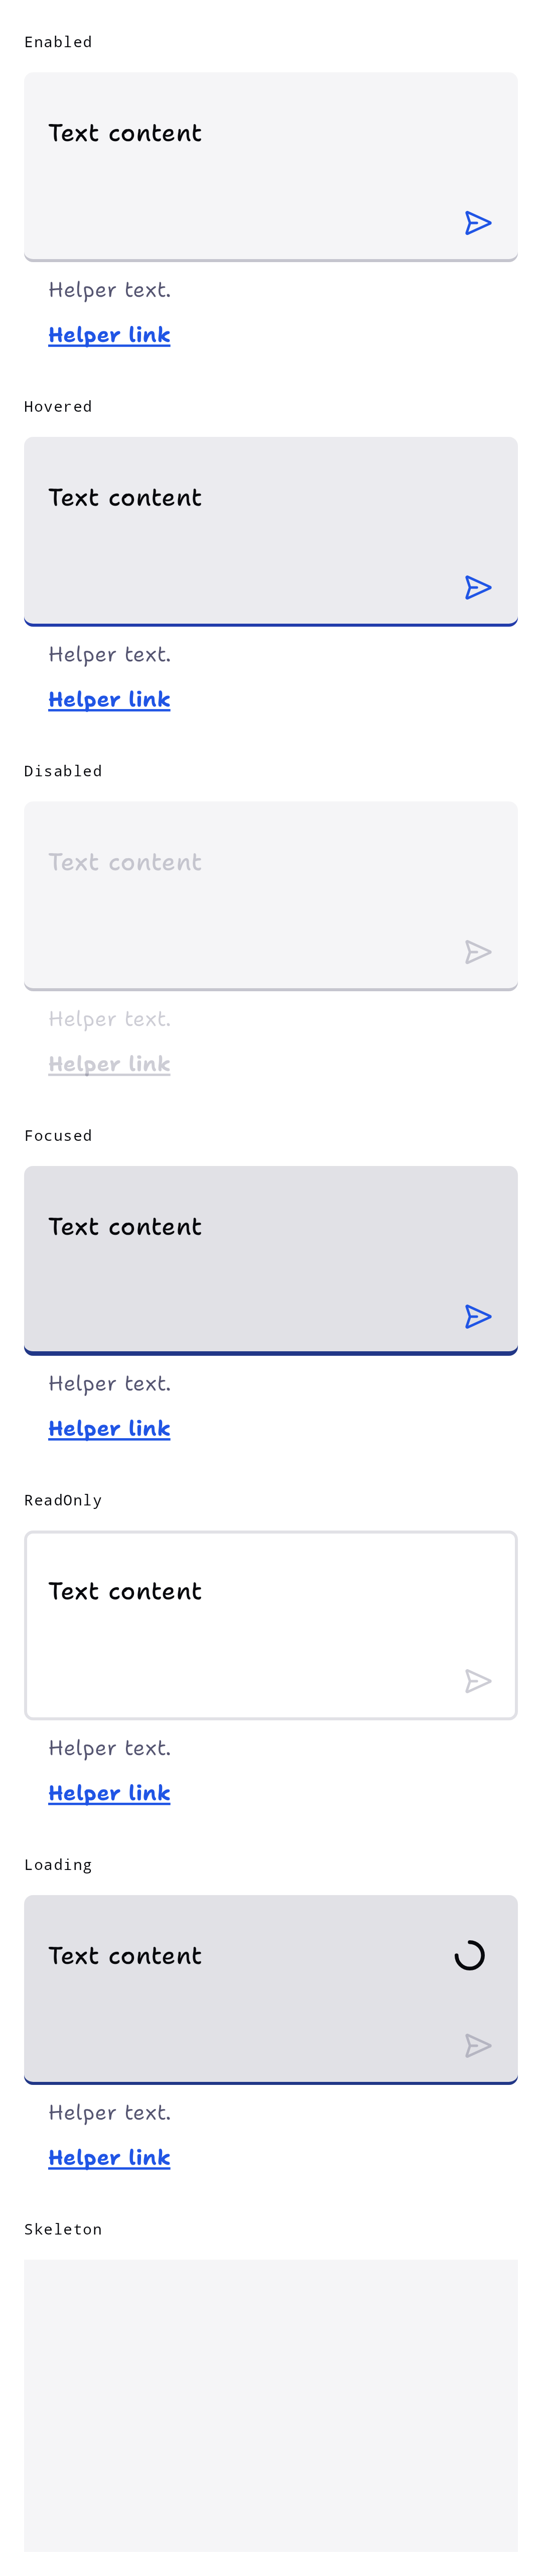 Enabled
Text content
Helper text.
Helper link
Hovered
Text content
Helper text.
Helper link
Disabled
Text content
Helper text.
Helper link
Focused
Text content
Helper text.
Helper link
ReadOnly
Text content
Helper text.
Helper link
Loading
Text content
Helper text.
Helper link
Skeleton